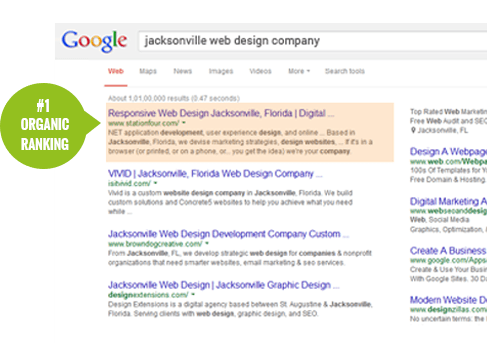 Google
jacksonville web design company
Web Maps News Images Videos More Search tools
#1
ORGANIC
RANKING
About 1,01,00,000 results (0.47 seconds)
Responsive Web Design Jacksonville, Florida | Digital ...
www.stationfour.com/
NET application development, user experience design, and online ... Based in
Jacksonville, Florida, we devise marketing strategies, design websites, ... If it's in a
browser (or printed, or on a phone, or... you get the idea) we're your company.
VIVID | Jacksonville, Florida Web Design Company ...
isitvivid.com/
Vivid is a custom website design company in Jacksonville, Florida. We build
custom solutions and Concrete5 websites to help you achieve what you need
while ...
Jacksonville Web Design Development Company Custom ...
www.browndogcreative.com/
From Jacksonville, FL, we develop strategic web design for companies & nonprofit
organizations that need smarter websites, email marketing & seo services.
Jacksonville Web Design | Jacksonville Graphic Design
designextensions.com/
Design Extensions is a digital agency based between St. Augustine & Jacksonville,
Florida. Serving clients with web design, graphic design, and SEO.
Top Rated Web Marketin
Free Web Audit and SEC
Jacksonville, FL
Design A Webpage
www.web.com/Webpa
100s Of Templates for Y
Free Domain & Hosting.
Digital Marketing A
www.webseconddesig
Web, Social Media
Graphics, Optimization, I
Create A Business
www.google.com/Apps
Create & Use Your Busi
With Google Sites. 30 D
Modern Website De
www.designzillas.com
No uncertain terms: the